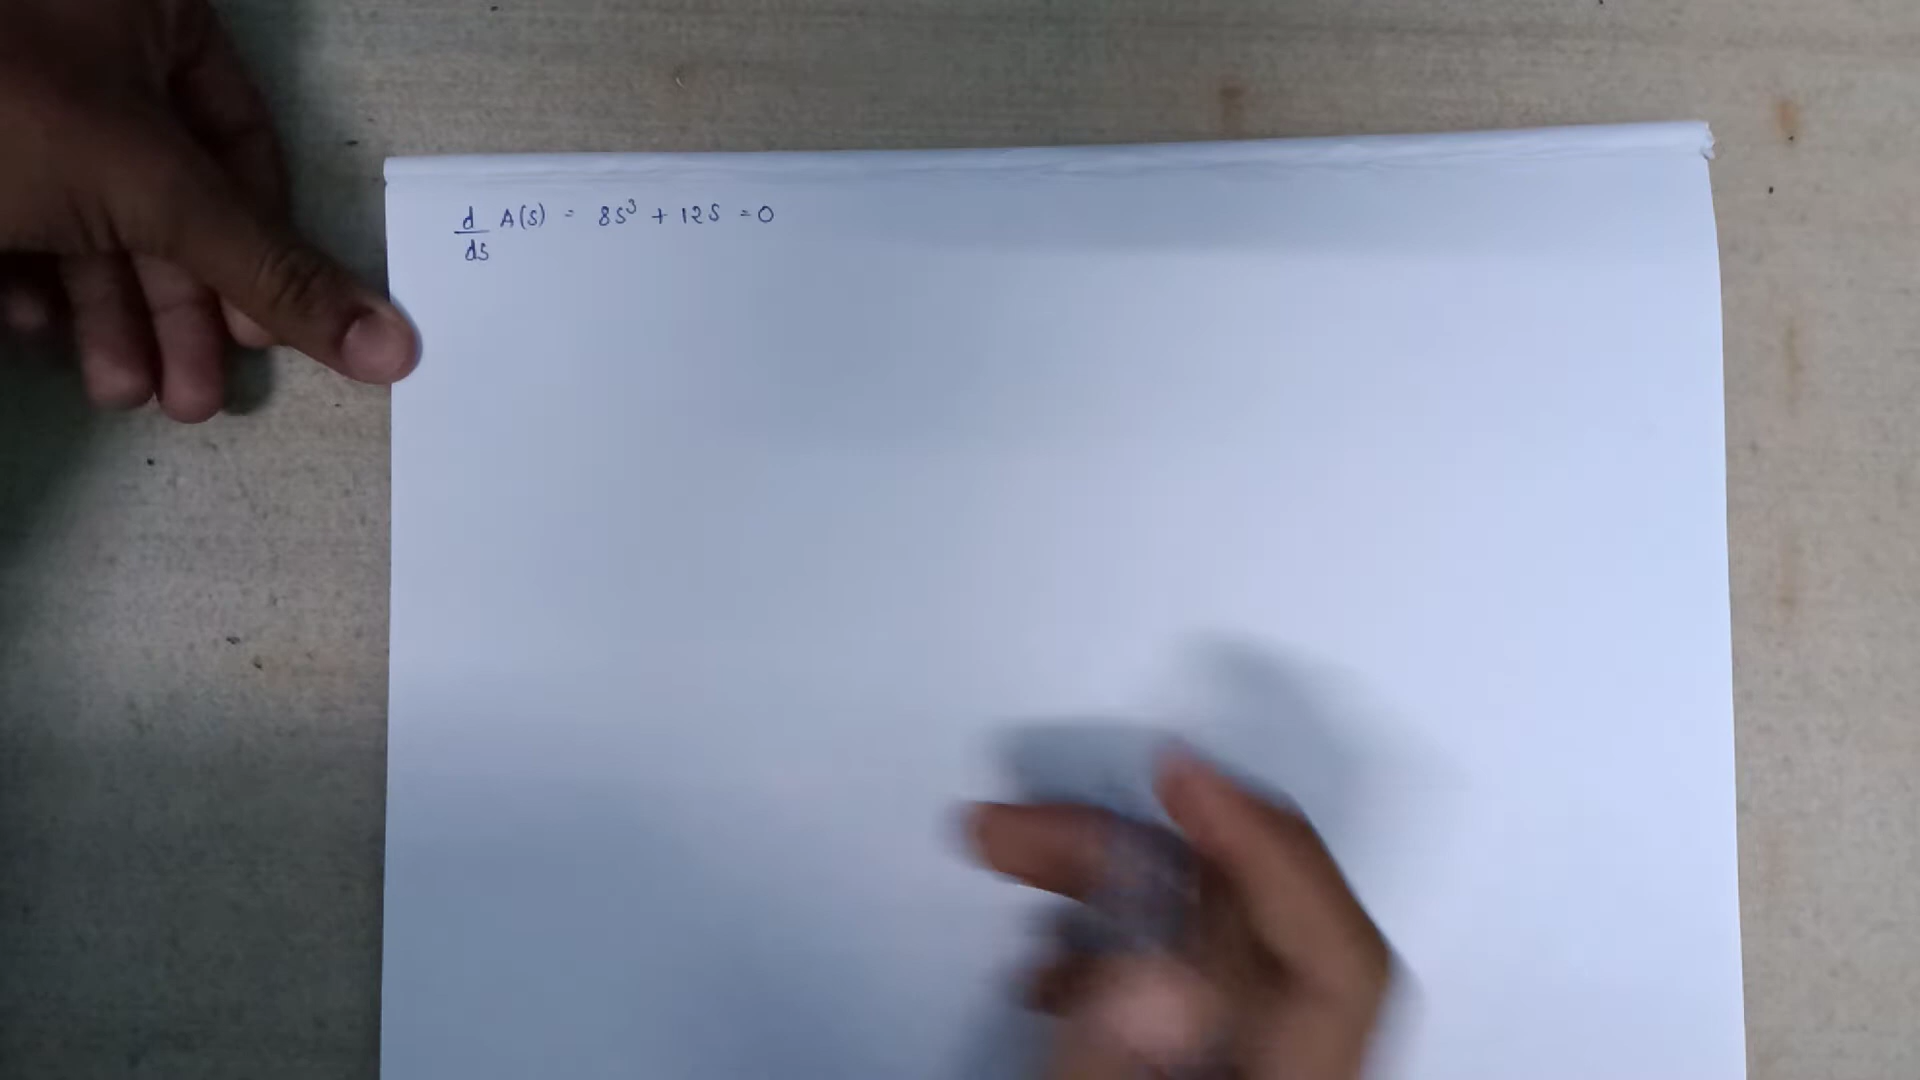 d/ds A(s) = 8s³ + 12s = 0